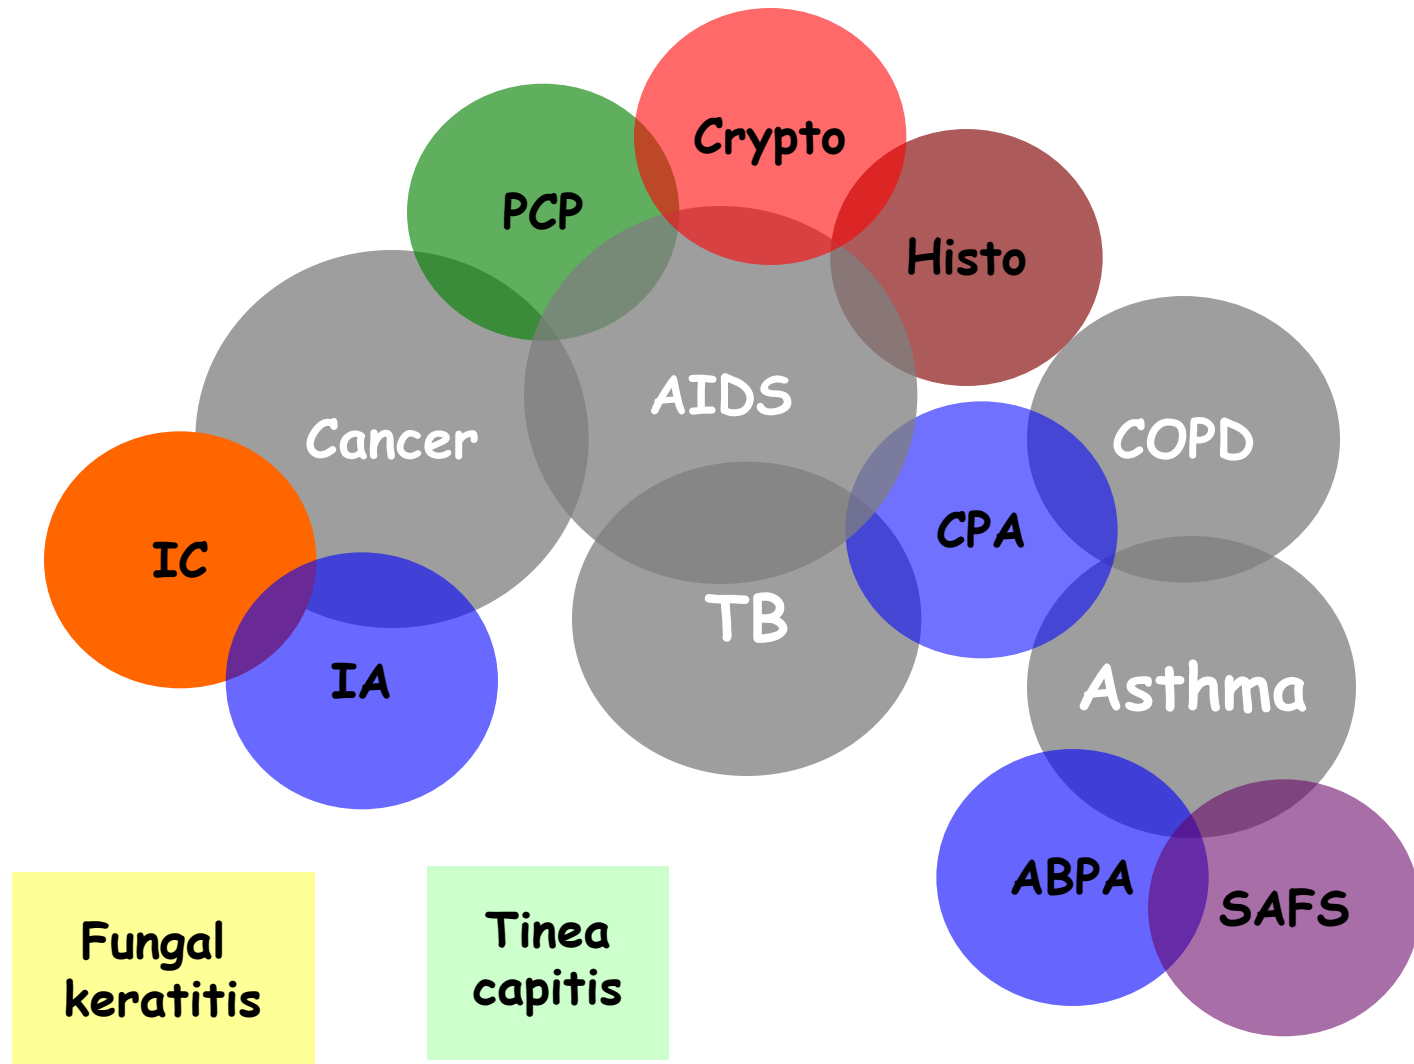 Crypto
PCP
Histo
AIDS
Cancer
COPD
CPA
IC
TB
IA
Asthma
ABPA
SAFS
Fungal
keratitis
Tinea
capitis